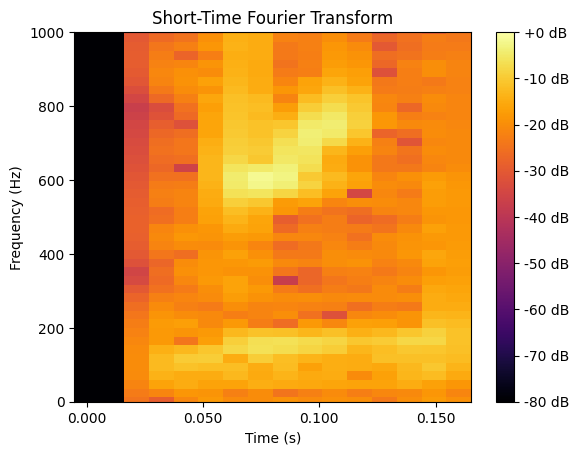 Short-Time Fourier Transform
1000
800
600
400
200
0
Frequency (Hz)
0.000
0.050
0.100
0.150
Time (s)
+0 dB
-10 dB
-20 dB
-30 dB
-40 dB
-50 dB
-60 dB
-70 dB
-80 dB